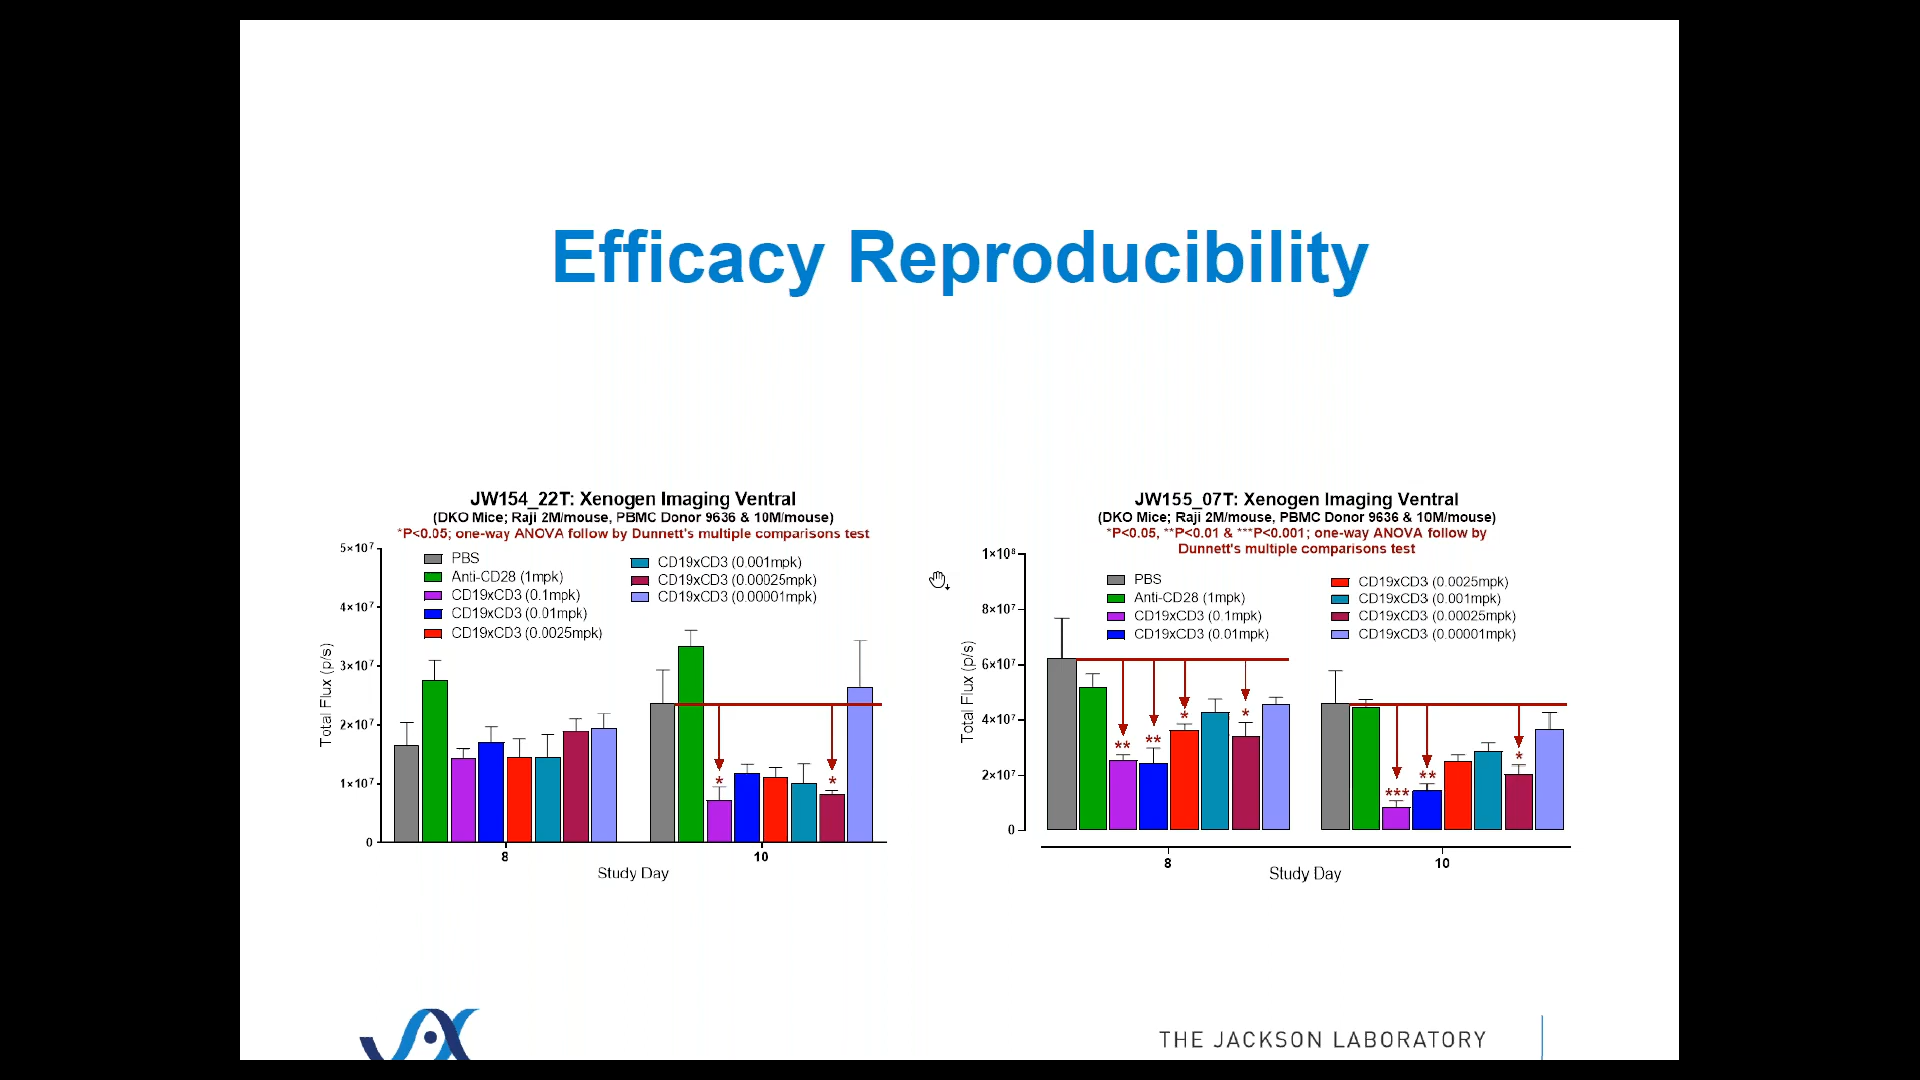 Efficacy Reproducibility
JW154_22T: Xenogen Imaging Ventral
(DKO Mice; Raji 2M/mouse, PBMC Donor 9636 & 10M/mouse)
*P<0.05; one-way ANOVA follow by Dunnett's multiple comparisons test
PBS
Anti-CD28 (1mpk)
CD19xCD3 (0.1mpk)
CD19xCD3 (0.01mpk)
CD19xCD3 (0.0025mpk)
CD19xCD3 (0.001mpk)
CD19xCD3 (0.00025mpk)
CD19xCD3 (0.00001mpk)
Total Flux (p/s)
5×10⁷
4×10⁷
3×10⁷
2×10⁷
1×10⁷
0
* *
8 10
Study Day
JW155_07T: Xenogen Imaging Ventral
(DKO Mice; Raji 2M/mouse, PBMC Donor 9636 & 10M/mouse)
*P<0.05, **P<0.01 & ***P<0.001; one-way ANOVA follow by
Dunnett's multiple comparisons test
PBS
Anti-CD28 (1mpk)
CD19xCD3 (0.1mpk)
CD19xCD3 (0.01mpk)
CD19xCD3 (0.0025mpk)
CD19xCD3 (0.001mpk)
CD19xCD3 (0.00025mpk)
CD19xCD3 (0.00001mpk)
Total Flux (p/s)
1×10⁸
8×10⁷
6×10⁷
4×10⁷
2×10⁷
0
** ** * *
*** ** *
8 10
Study Day
THE JACKSON LABORATORY